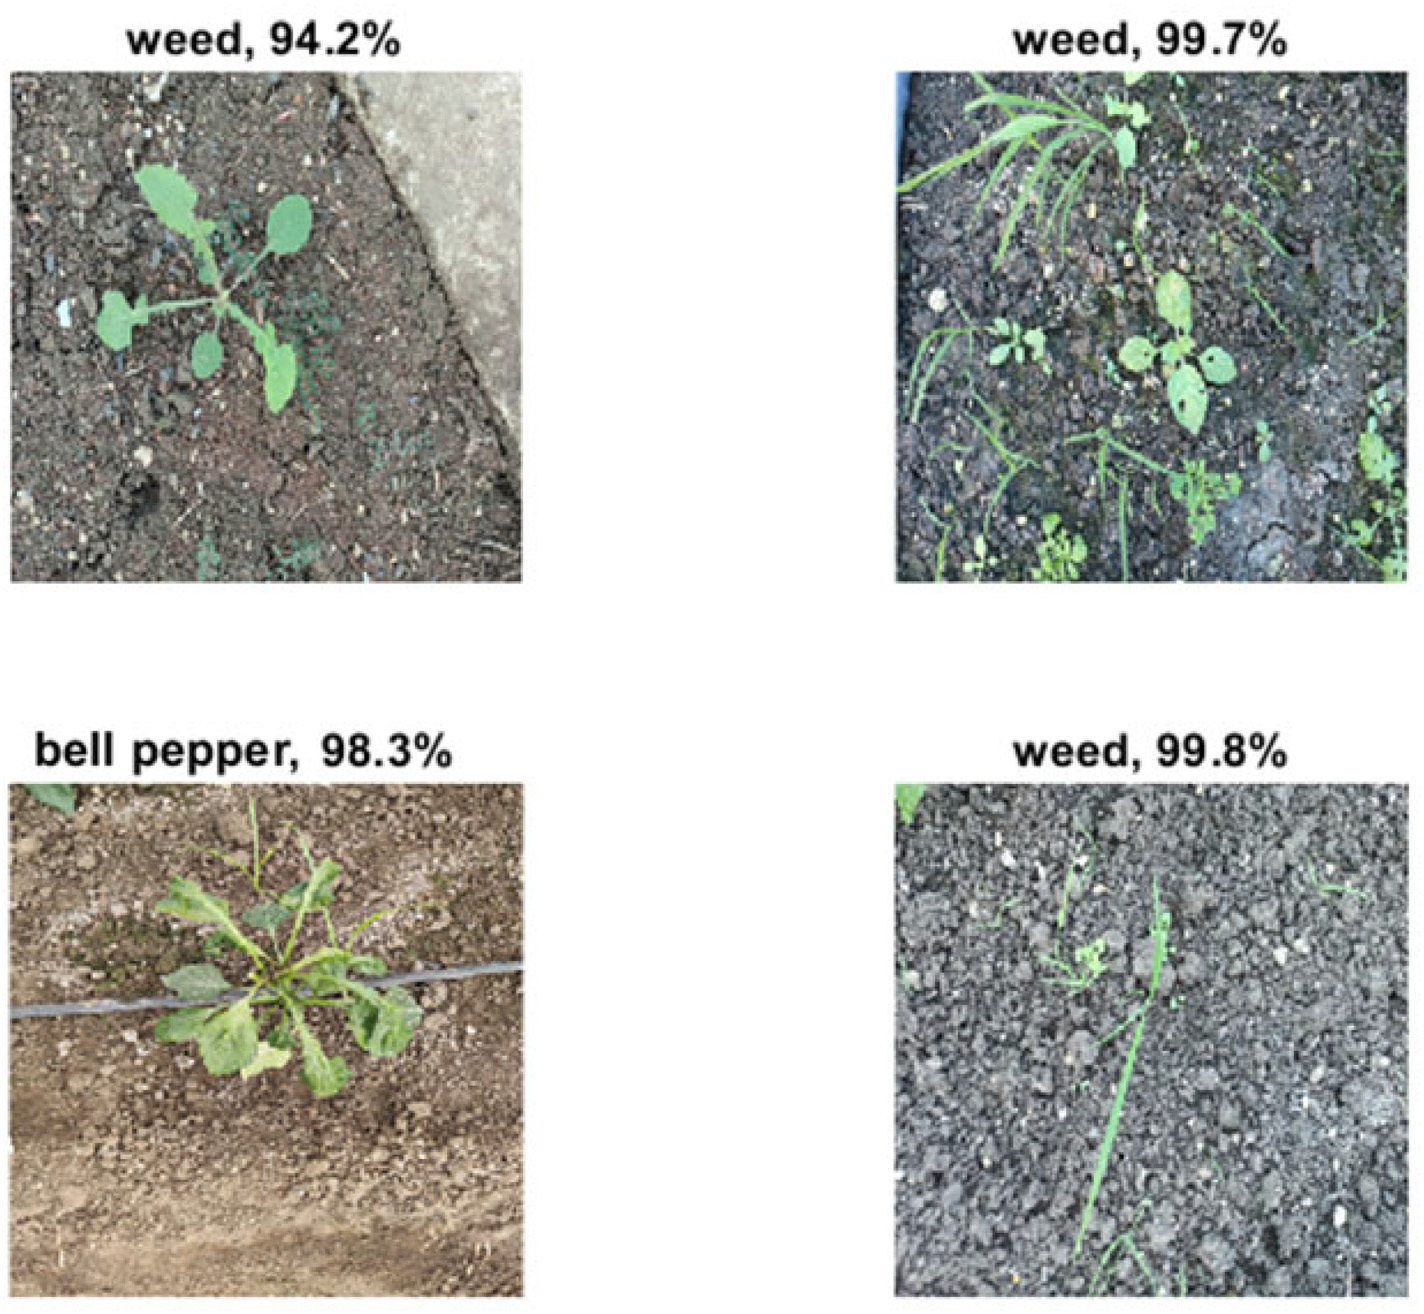 weed, 94.2%
weed, 99.7%
bell pepper, 98.3%
weed, 99.8%